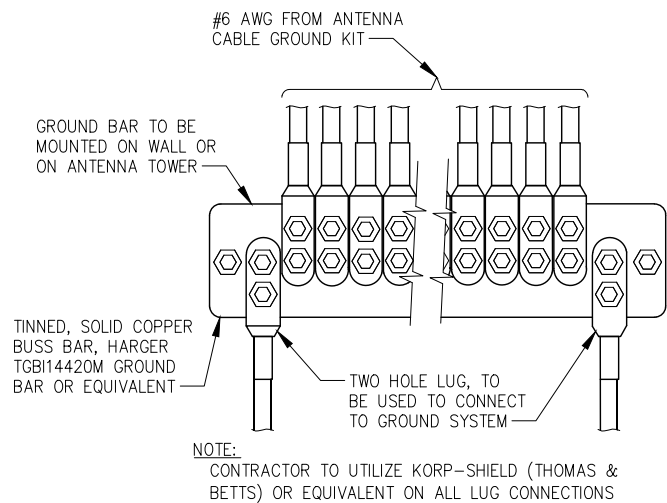 #6 AWG FROM ANTENNA
CABLE GROUND KIT
GROUND BAR TO BE
MOUNTED ON WALL OR
ON ANTENNA TOWER
TINNED, SOLID COPPER
BUSS BAR, HARGER
TGBI14420M GROUND
BAR OR EQUIVALENT
TWO HOLE LUG, TO
BE USED TO CONNECT
TO GROUND SYSTEM
NOTE:
CONTRACTOR TO UTILIZE KORP-SHIELD (THOMAS &
BETTS) OR EQUIVALENT ON ALL LUG CONNECTIONS